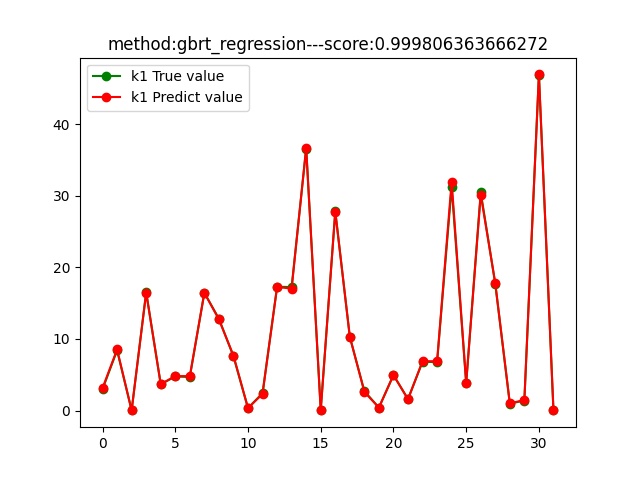 method:gbrt_regression---score:0.999806363666272
k1 True value
k1 Predict value
40
30
20
10
0
0 5 10 15 20 25 30